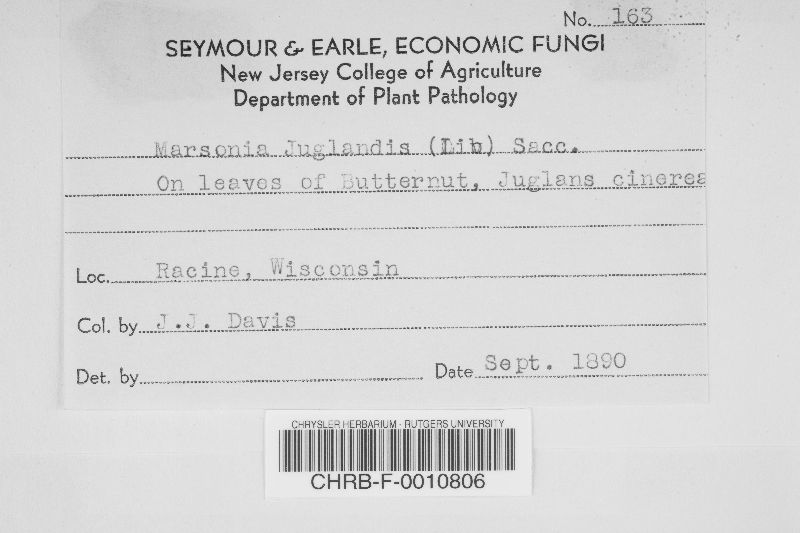 No. 163
SEYMOUR & EARLE, ECONOMIC FUNGI
New Jersey College of Agriculture
Department of Plant Pathology
Marsonia Juglandis (Lib) Sacc.
On leaves of Butternut, Juglans cinerea
Loc. Racine, Wisconsin
Col. by J.J. Davis
Det. by
Date Sept. 1890
CHRYSLER HERBARIUM - RUTGERS UNIVERSITY
CHRB-F-0010806